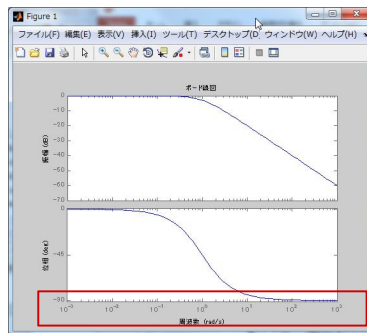 Figure 1
ファイル(F) 編集(E) 表示(V) 挿入(I) ツール(T) デスクトップ(D) ウィンドウ(W) ヘルプ(H)
ボード線図
振幅 (dB)
0
-10
-20
-30
-40
-50
-60
-70
位相 (deg)
0
-45
-90
10⁻³ 10⁻² 10⁻¹ 10⁰ 10¹ 10² 10³
周波数 (rad/s)